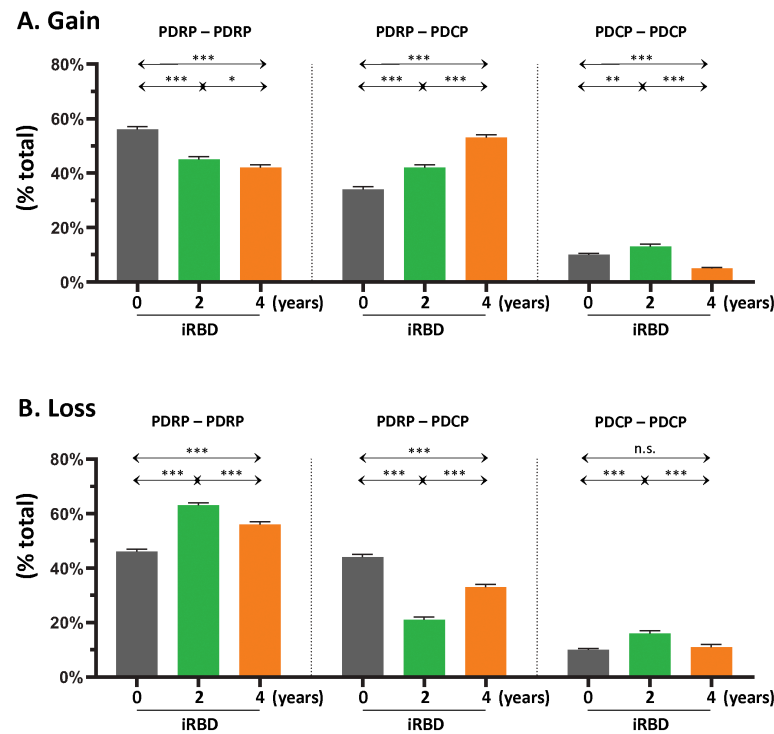 A. Gain
PDRP – PDRP PDRP – PDCP PDCP – PDCP
*** *** ***
*** * *** *** ** ***
80%
60%
40%
20%
0%
(% total)
0 2 4 (years) 0 2 4 (years) 0 2 4 (years)
iRBD iRBD iRBD
B. Loss
PDRP – PDRP PDRP – PDCP PDCP – PDCP
*** *** n.s.
*** *** *** *** *** ***
80%
60%
40%
20%
0%
(% total)
0 2 4 (years) 0 2 4 (years) 0 2 4 (years)
iRBD iRBD iRBD